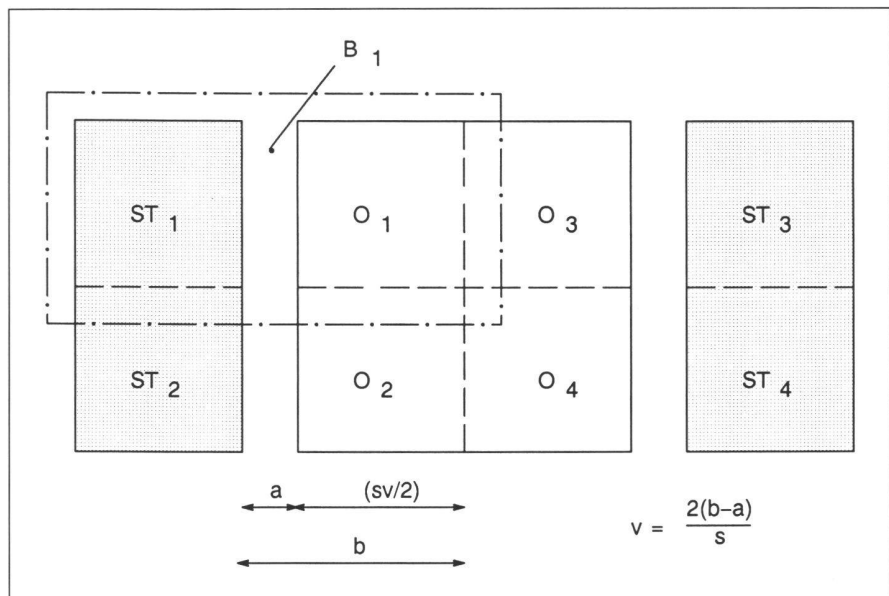 B 1
ST 1 O 1 O 3 ST 3
ST 2 O 2 O 4 ST 4
a (sv/2)
b
v = 2(b-a)
s